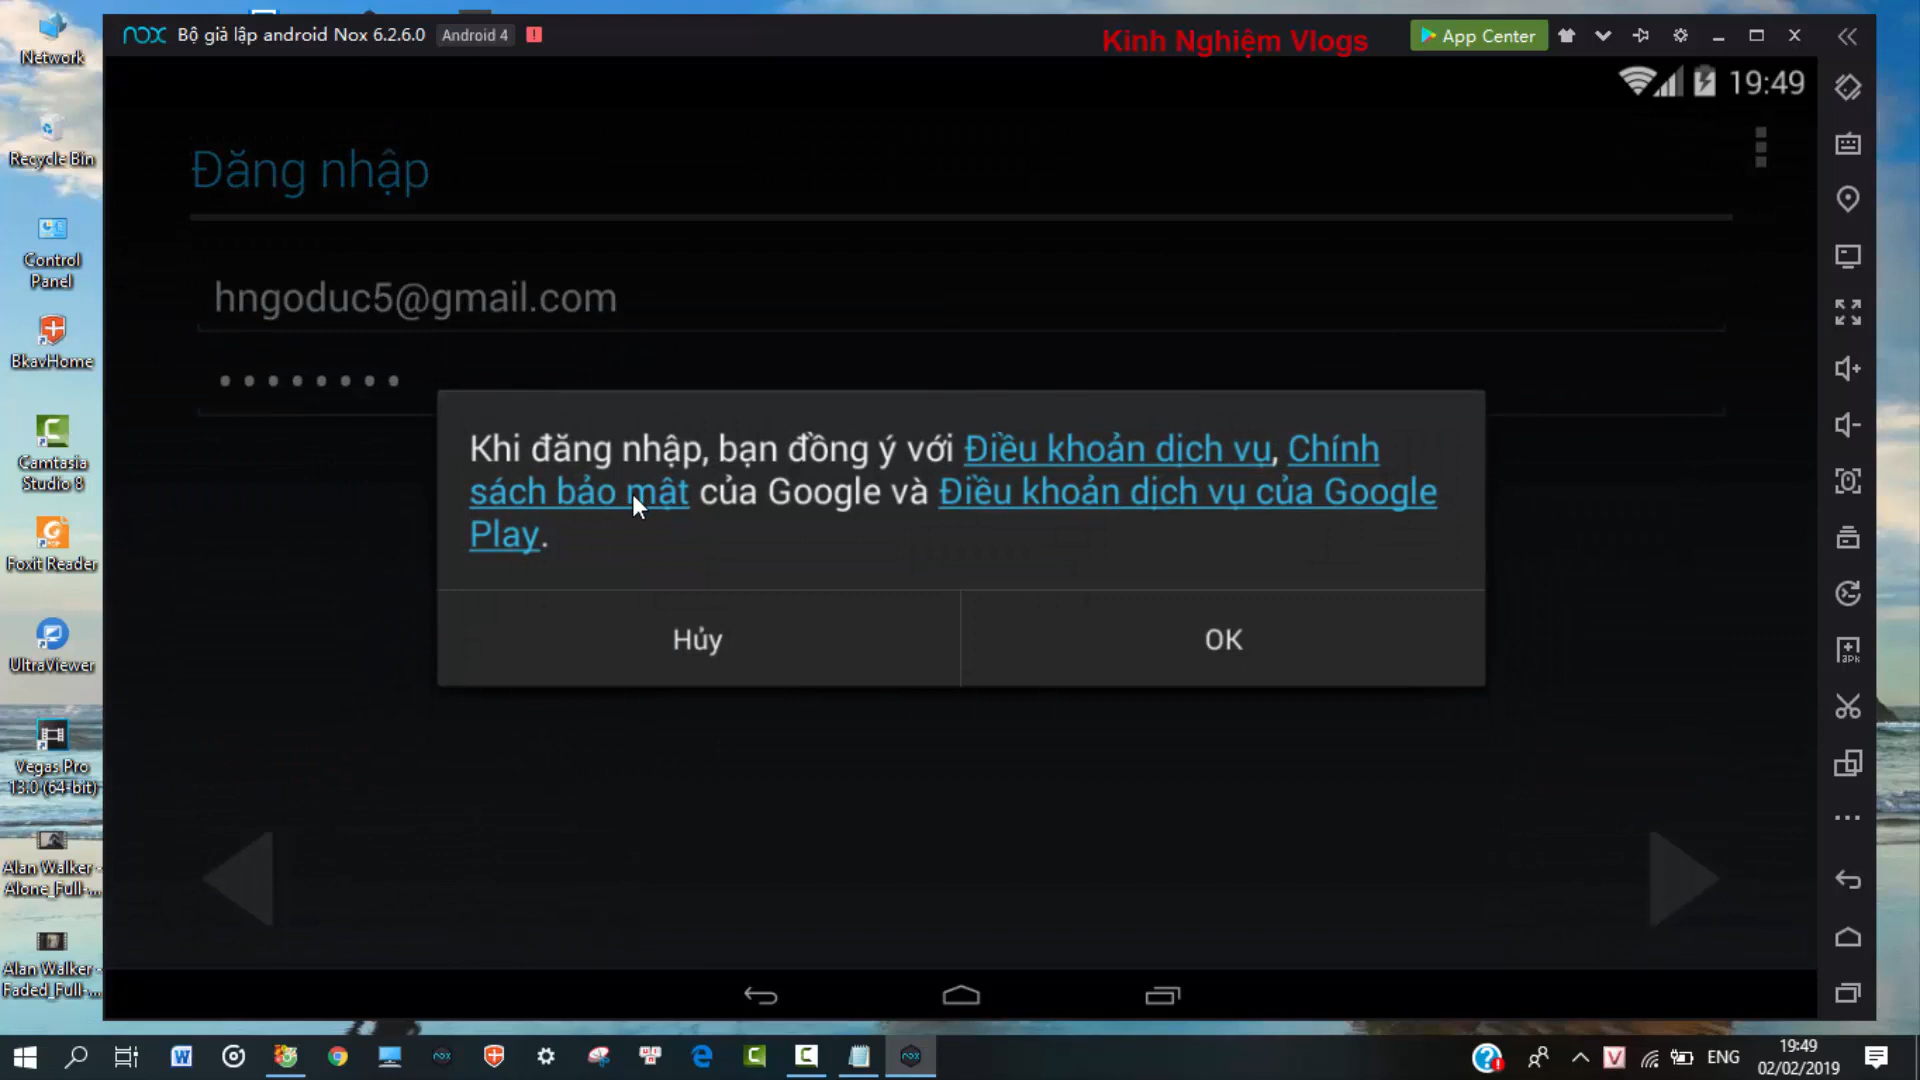 nox Bộ giả lập android Nox 6.2.6.0 Android 4 !
Kinh Nghiệm Vlogs
App Center
19:49
Network
Recycle Bin
Control
Panel
BkavHome
Camtasia
Studio 8
Foxit Reader
UltraViewer
Vegas Pro
13.0 (64-bit)
Alan Walker -
Alone_Full-...
Alan Walker -
Faded_Full-...
Đăng nhập
hngoduc5@gmail.com
Khi đăng nhập, bạn đồng ý với Điều khoản dịch vụ, Chính
sách bảo mật của Google và Điều khoản dịch vụ của Google
Play.
Hủy
OK
ENG
19:49
02/02/2019